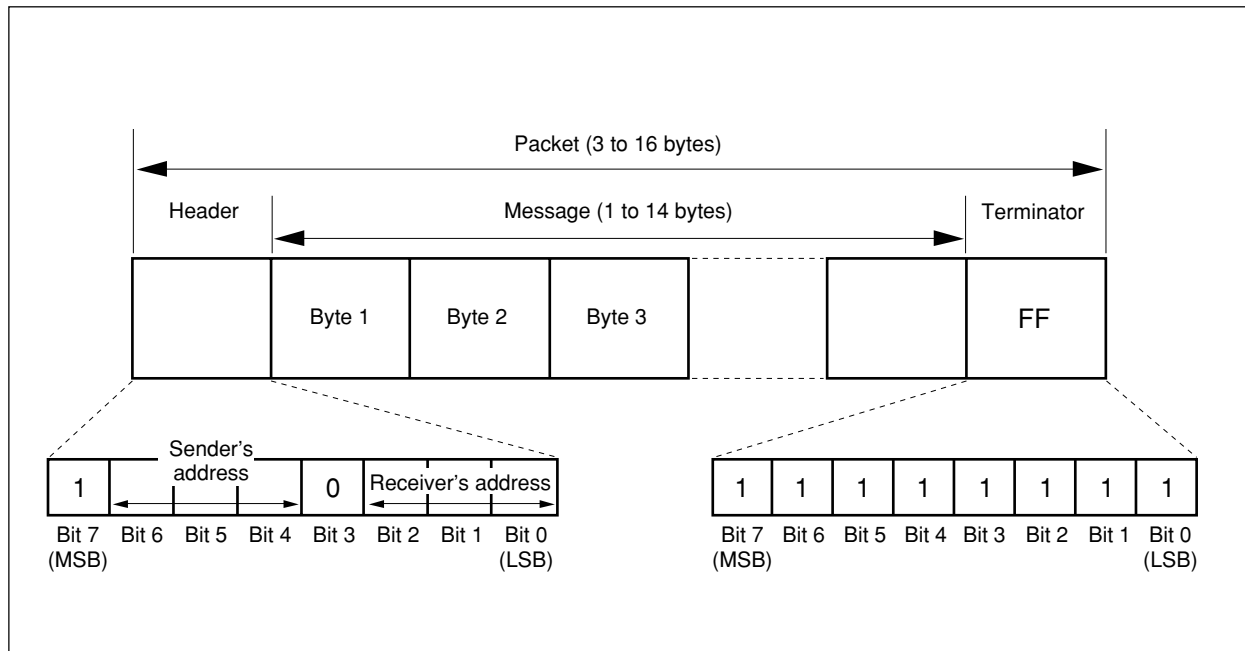 Packet (3 to 16 bytes)
Header
Message (1 to 14 bytes)
Terminator
Byte 1
Byte 2
Byte 3
FF
1
Sender's
address
0
Receiver's address
Bit 7
(MSB)
Bit 6
Bit 5
Bit 4
Bit 3
Bit 2
Bit 1
Bit 0
(LSB)
1 1 1 1 1 1 1 1
Bit 7
(MSB)
Bit 6
Bit 5
Bit 4
Bit 3
Bit 2
Bit 1
Bit 0
(LSB)